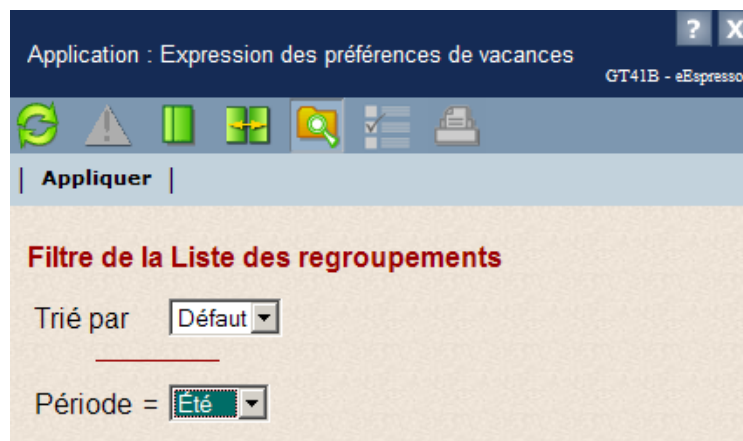 ? X
Application : Expression des préférences de vacances
GT41B - eEspresso
| Appliquer |
Filtre de la Liste des regroupements
Trié par Défaut
Période = Été